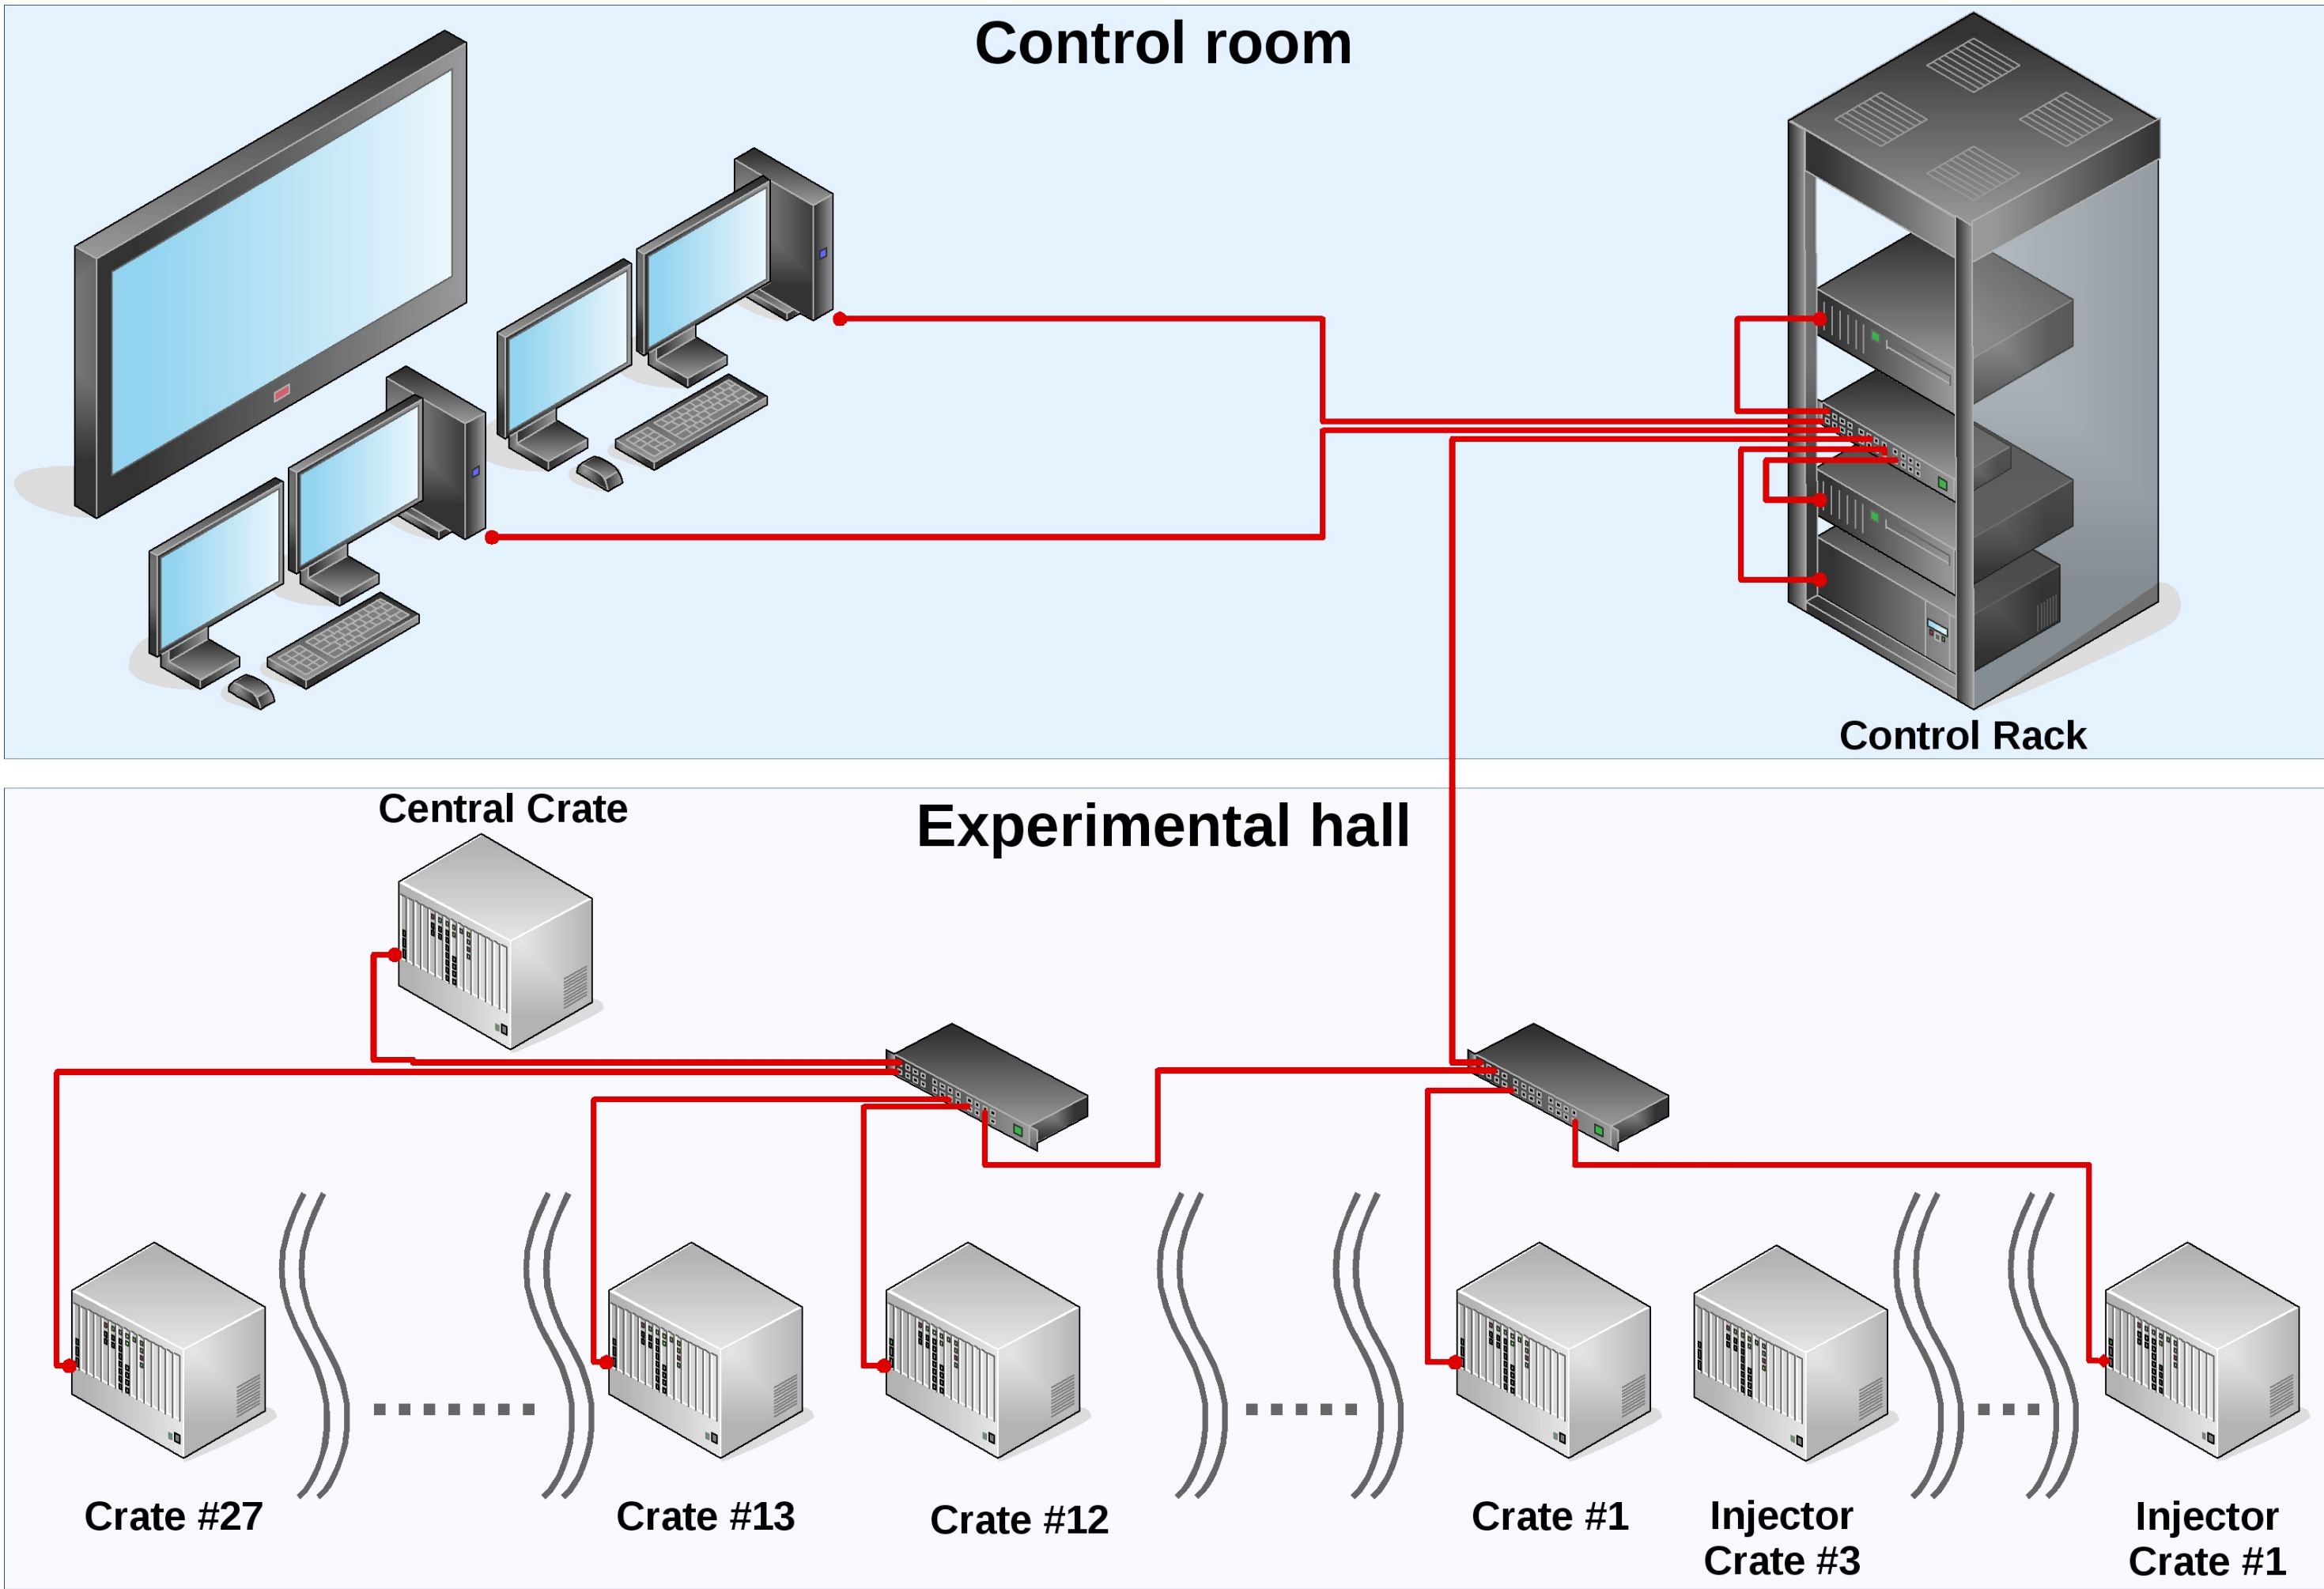 Control room
Control Rack
Central Crate
Experimental hall
Crate #27
Crate #13
Crate #12
Crate #1
Injector
Crate #3
Injector
Crate #1